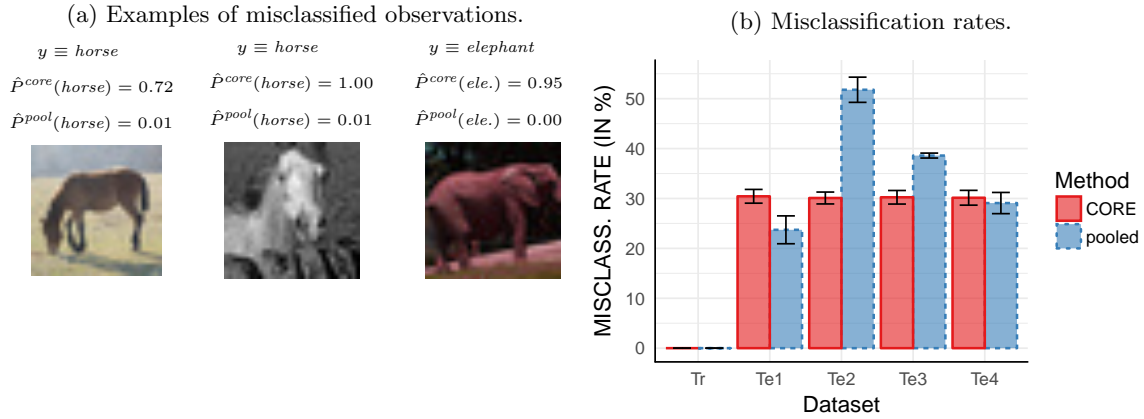 (a) Examples of misclassified observations.
y ≡ horse
P̂^core(horse) = 0.72
P̂^pool(horse) = 0.01
y ≡ horse
P̂^core(horse) = 1.00
P̂^pool(horse) = 0.01
y ≡ elephant
P̂^core(ele.) = 0.95
P̂^pool(ele.) = 0.00
(b) Misclassification rates.
MISCLASS. RATE (IN %)
50
40
30
20
10
0
Tr Te1 Te2 Te3 Te4
Dataset
Method
CORE
pooled